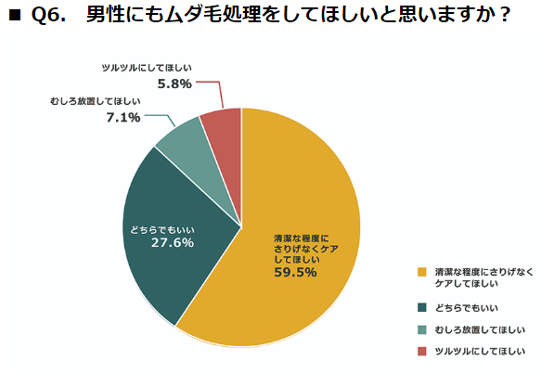 ■ Q6. 男性にもムダ毛処理をしてほしいと思いますか？
ツルツルにしてほしい
5.8%
むしろ放置してほしい
7.1%
どちらでもいい
27.6%
清潔な程度に
さりげなくケア
してほしい
59.5%
清潔な程度にさりげなく
ケアしてほしい
どちらでもいい
むしろ放置してほしい
ツルツルにしてほしい